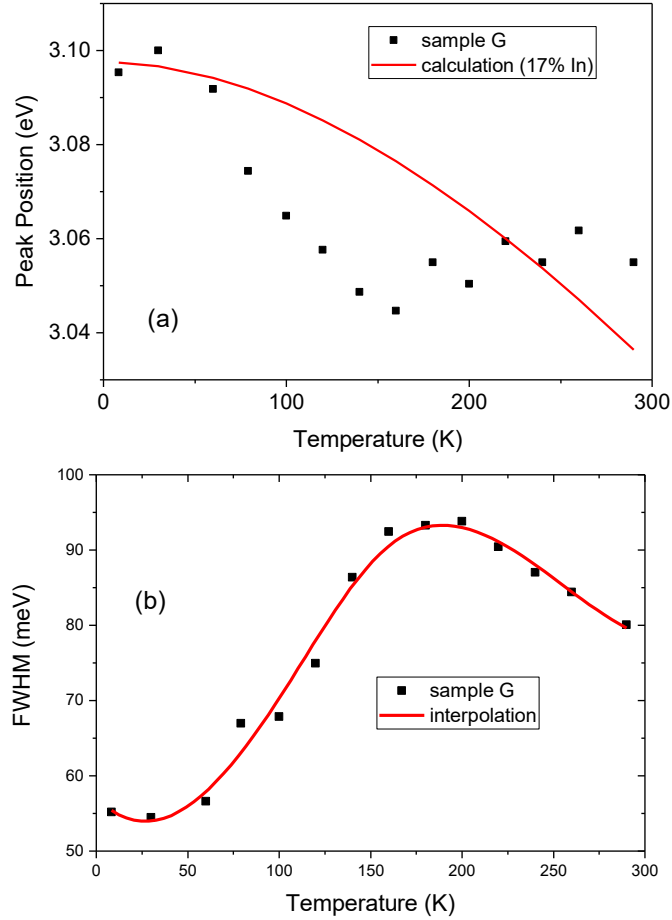 3.10
3.08
3.06
3.04
Peak Position (eV)
sample G
calculation (17% In)
(a)
0
100
200
300
Temperature (K)
100
90
80
70
60
50
FWHM (meV)
(b)
sample G
interpolation
0
50
100
150
200
250
300
Temperature (K)